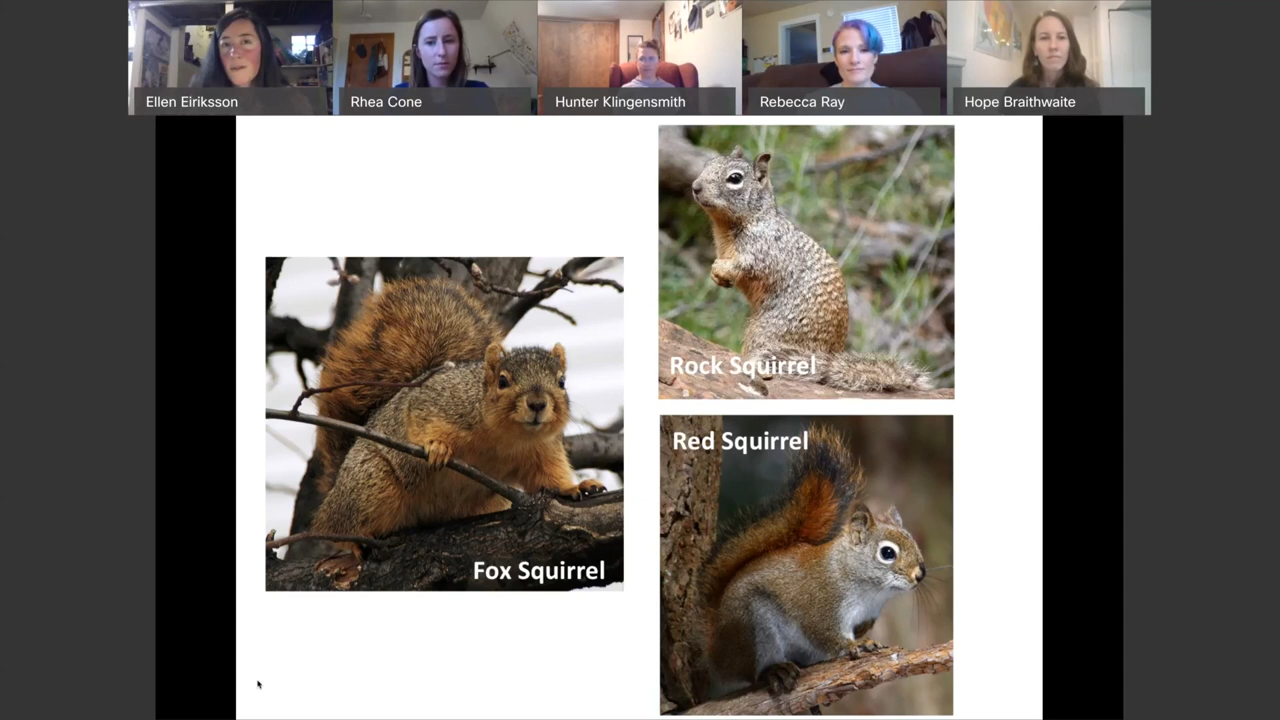 Ellen Eiriksson
Rhea Cone
Hunter Klingensmith
Rebecca Ray
Hope Braithwaite
Rock Squirrel
Red Squirrel
Fox Squirrel